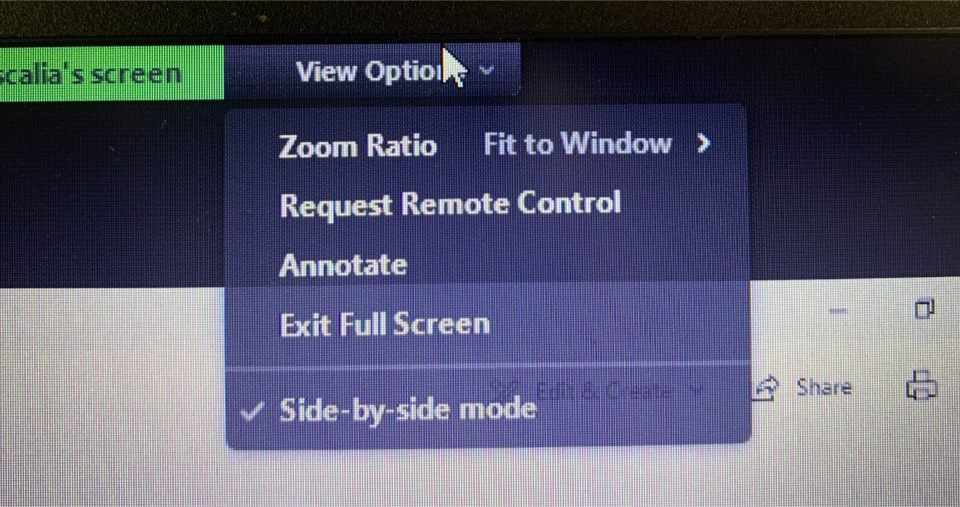 scalia's screen
View Option
Zoom Ratio Fit to Window
Request Remote Control
Annotate
Exit Full Screen
Edit & Create
Share
Side-by-side mode